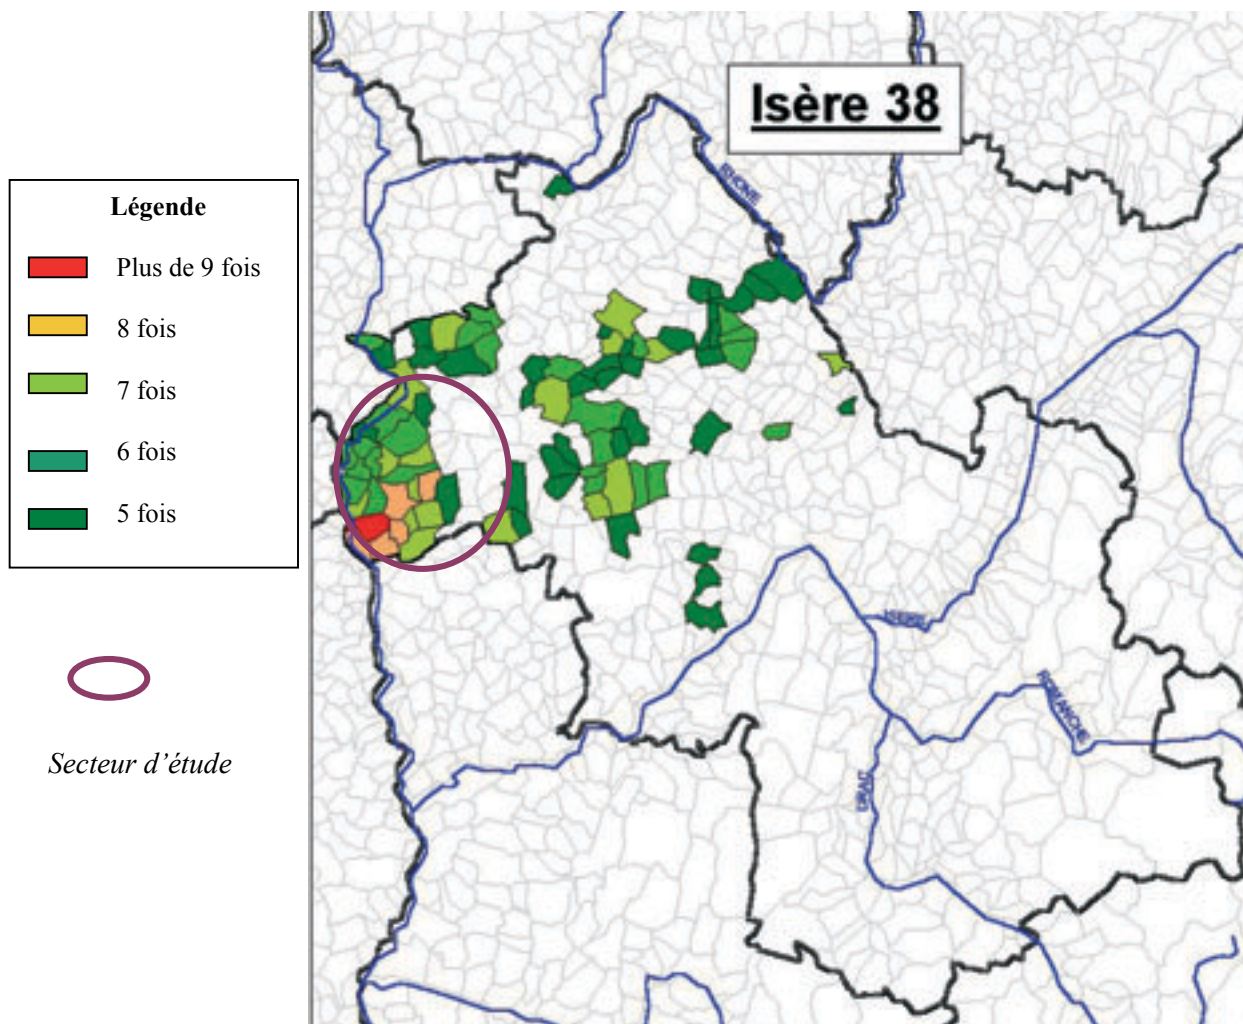 Isère 38
RHONE
Légende
Plus de 9 fois
8 fois
7 fois
6 fois
5 fois
ROMANCHE
Secteur d'étude
DRAC